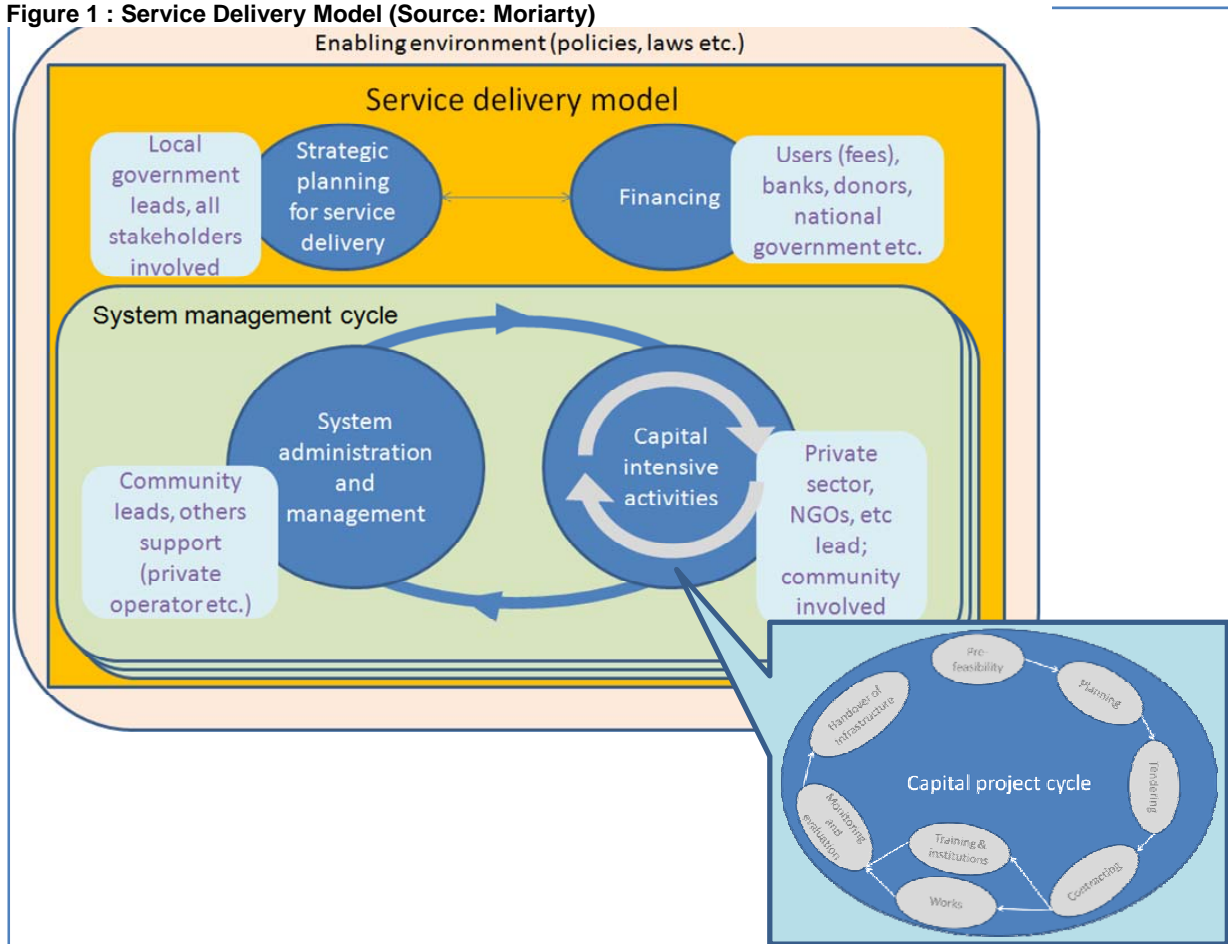 Figure 1 : Service Delivery Model (Source: Moriarty)
Enabling environment (policies, laws etc.)
Service delivery model
Local
government
leads, all
stakeholders
involved
Strategic
planning
for service
delivery
Financing
Users (fees),
banks, donors,
national
government etc.
System management cycle
System
administration
and
management
Community
leads, others
support
(private
operator etc.)
Capital
intensive
activities
Private
sector,
NGOs, etc
lead;
community
involved
Pre-
feasibility
Planning
Tendering
Contracting
Training &
institutions
Works
Monitoring
and
evaluation
Handover of
infrastructure
Capital project cycle